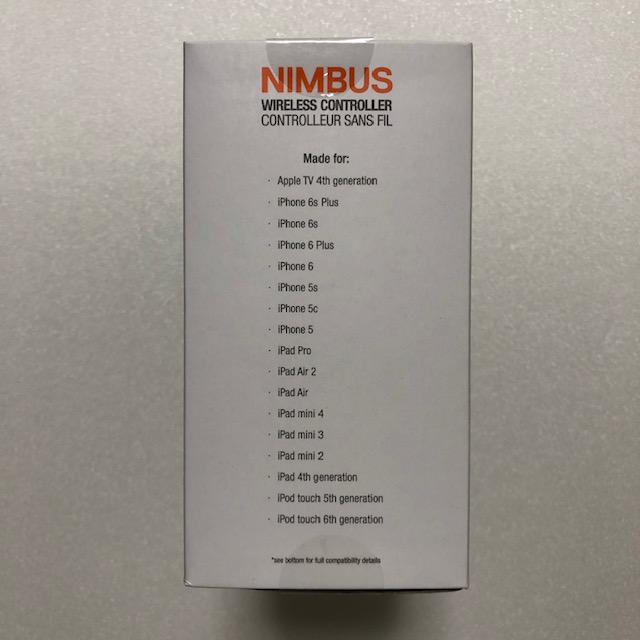 NIMBUS
WIRELESS CONTROLLER
CONTROLLEUR SANS FIL
Made for:
· Apple TV 4th generation
· iPhone 6s Plus
· iPhone 6s
· iPhone 6 Plus
· iPhone 6
· iPhone 5s
· iPhone 5c
· iPhone 5
· iPad Pro
· iPad Air 2
· iPad Air
· iPad mini 4
· iPad mini 3
· iPad mini 2
· iPad 4th generation
· iPod touch 5th generation
· iPod touch 6th generation
*see bottom for full compatibility details